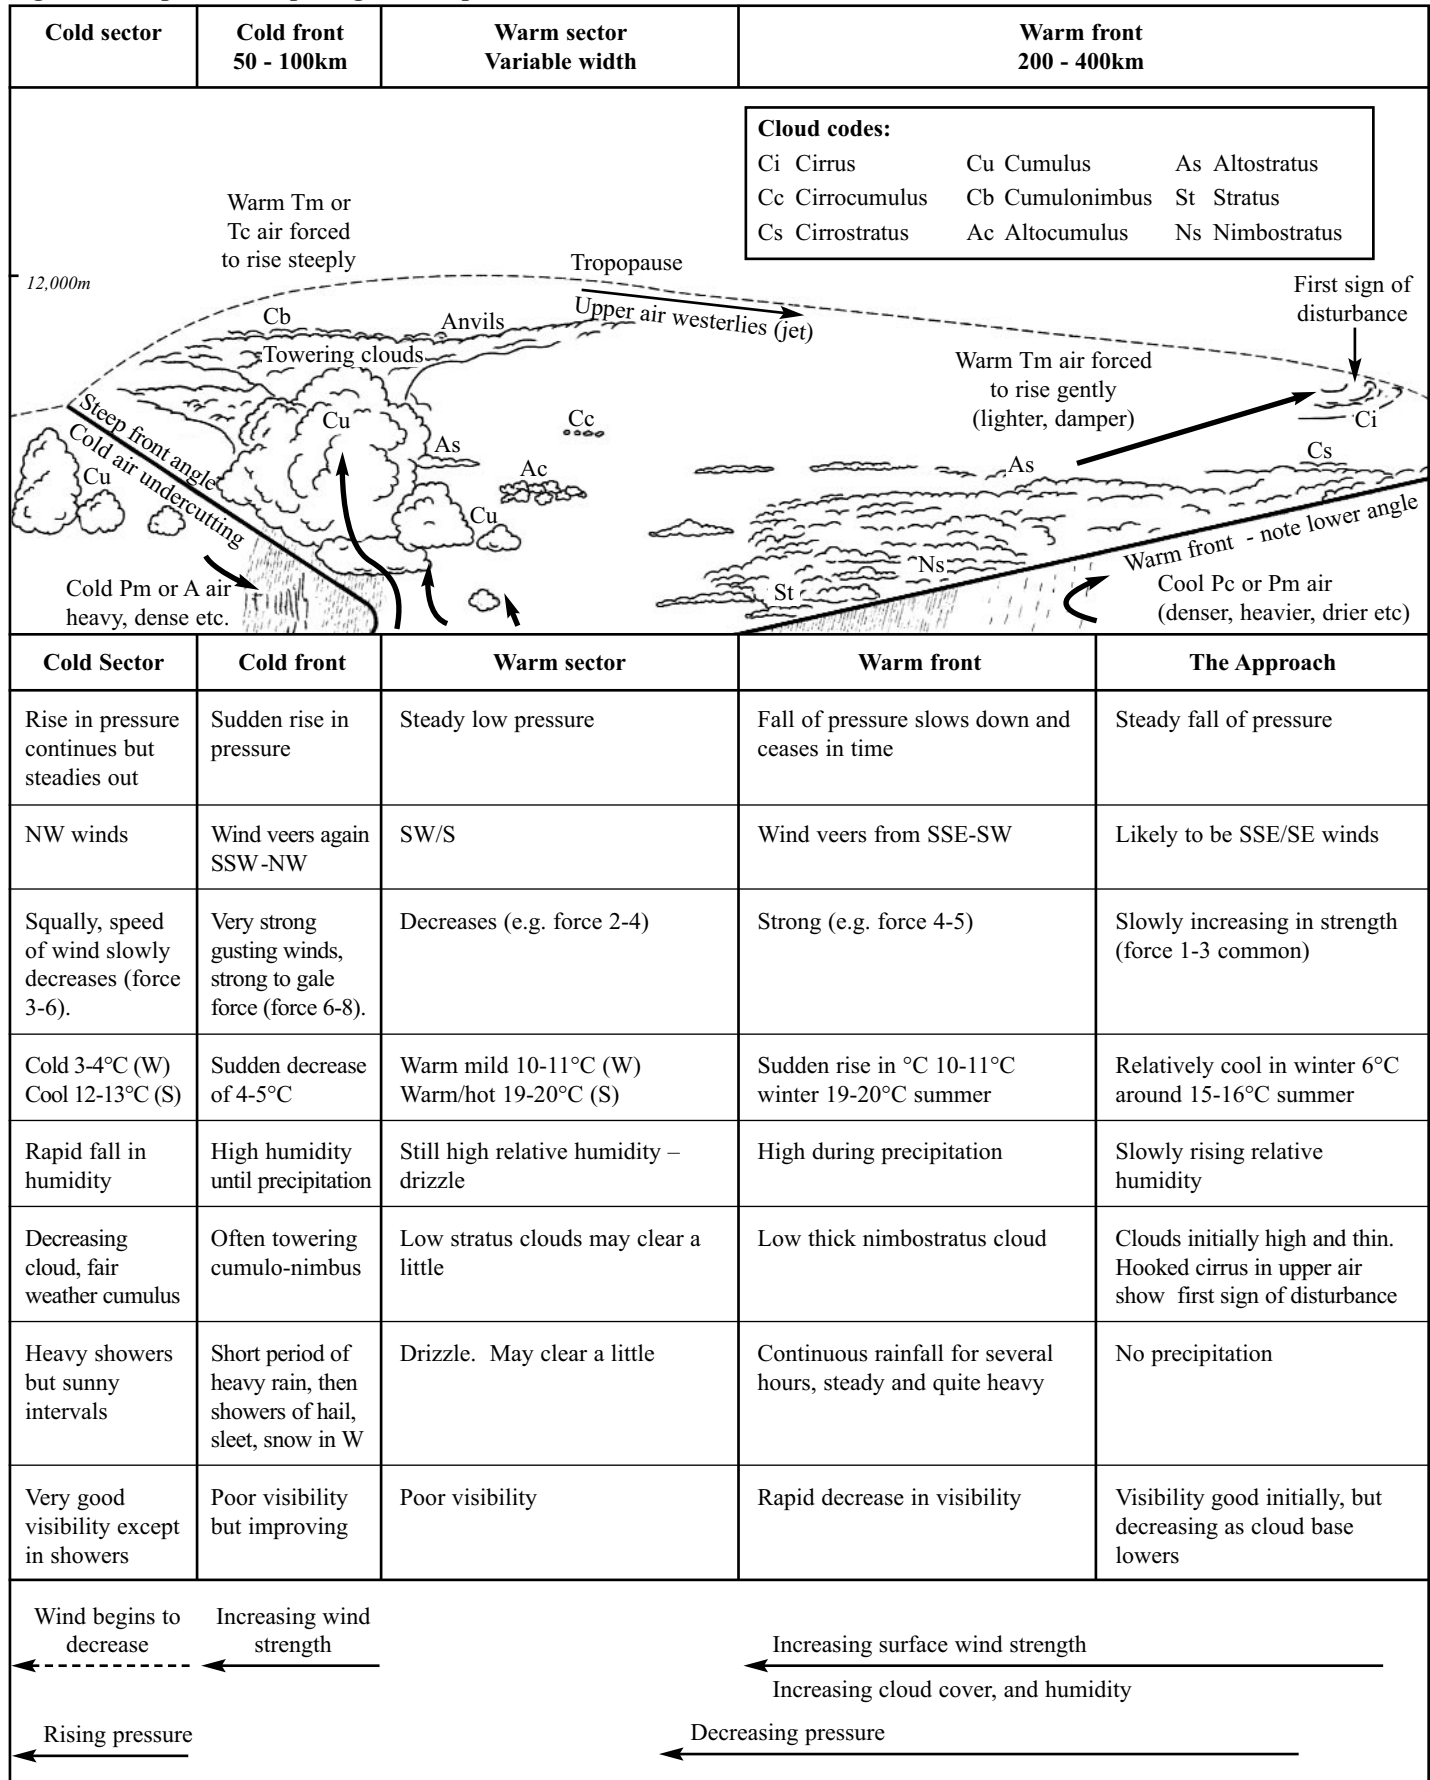 Cold sector
Cold front
50 - 100km
Warm sector
Variable width
Warm front
200 - 400km
Cloud codes:
Ci Cirrus
Cu Cumulus
As Altostratus
Cc Cirrocumulus
Cb Cumulonimbus
St Stratus
Cs Cirrostratus
Ac Altocumulus
Ns Nimbostratus
Warm Tm or
Tc air forced
to rise steeply
12,000m
Tropopause
Upper air westerlies (jet)
First sign of
disturbance
Cb
Anvils
Towering clouds
Warm Tm air forced
to rise gently
(lighter, damper)
Steep front angle
Cold air undercutting
Cu
Cu
As
Cc
Ac
Cu
As
Ci
Cs
Warm front - note lower angle
Ns
St
Cold Pm or A air
heavy, dense etc.
Cool Pc or Pm air
(denser, heavier, drier etc)
Cold Sector
Cold front
Warm sector
Warm front
The Approach
Rise in pressure
continues but
steadies out
Sudden rise in
pressure
Steady low pressure
Fall of pressure slows down and
ceases in time
Steady fall of pressure
NW winds
Wind veers again
SSW-NW
SW/S
Wind veers from SSE-SW
Likely to be SSE/SE winds
Squally, speed
of wind slowly
decreases (force
3-6).
Very strong
gusting winds,
strong to gale
force (force 6-8).
Decreases (e.g. force 2-4)
Strong (e.g. force 4-5)
Slowly increasing in strength
(force 1-3 common)
Cold 3-4°C (W)
Cool 12-13°C (S)
Sudden decrease
of 4-5°C
Warm mild 10-11°C (W)
Warm/hot 19-20°C (S)
Sudden rise in °C 10-11°C
winter 19-20°C summer
Relatively cool in winter 6°C
around 15-16°C summer
Rapid fall in
humidity
High humidity
until precipitation
Still high relative humidity –
drizzle
High during precipitation
Slowly rising relative
humidity
Decreasing
cloud, fair
weather cumulus
Often towering
cumulo-nimbus
Low stratus clouds may clear a
little
Low thick nimbostratus cloud
Clouds initially high and thin.
Hooked cirrus in upper air
show first sign of disturbance
Heavy showers
but sunny
intervals
Short period of
heavy rain, then
showers of hail,
sleet, snow in W
Drizzle. May clear a little
Continuous rainfall for several
hours, steady and quite heavy
No precipitation
Very good
visibility except
in showers
Poor visibility
but improving
Poor visibility
Rapid decrease in visibility
Visibility good initially, but
decreasing as cloud base
lowers
Wind begins to
decrease
Increasing wind
strength
Increasing surface wind strength
Increasing cloud cover, and humidity
Rising pressure
Decreasing pressure